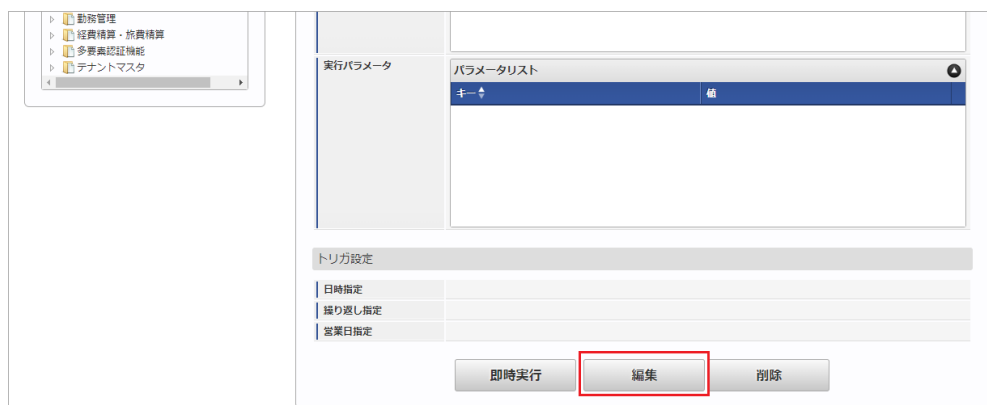 勤務管理
経費精算・旅費精算
多要素認証機能
テナントマスタ
実行パラメータ
パラメータリスト
キー 値
トリガ設定
日時指定
繰り返し指定
営業日指定
即時実行 編集 削除